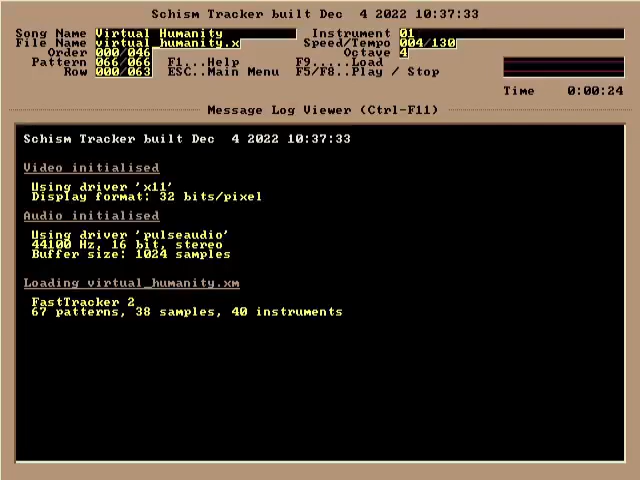 Schism Tracker built Dec  4 2022 10:37:33
Song Name Virtual Humanity Instrument 01
File Name virtual_humanity.x Speed/Tempo 004/130
Order 000/046 Octave 4
Pattern 066/066 F1...Help F9.....Load
Row 000/063 ESC..Main Menu F5/F8..Play / Stop
Time 0:00:24
Message Log Viewer (Ctrl-F11)
Schism Tracker built Dec  4 2022 10:37:33
Video initialised
Using driver 'x11'
Display format: 32 bits/pixel
Audio initialised
Using driver 'pulseaudio'
44100 Hz, 16 bit, stereo
Buffer size: 1024 samples
Loading virtual_humanity.xm
FastTracker 2
67 patterns, 38 samples, 40 instruments